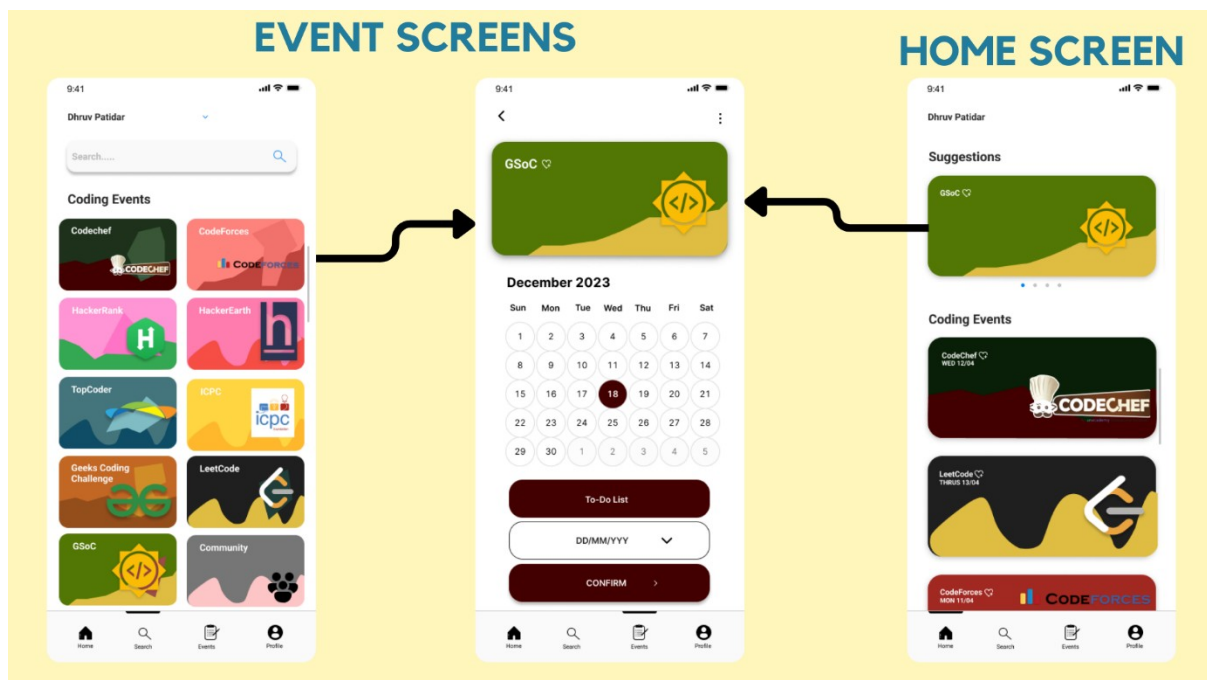 EVENT SCREENS
HOME SCREEN
9:41
Dhruv Patidar
Search.....
Coding Events
Codechef
CODECHEF
CodeForces
CODEFORCES
HackerRank
H
HackerEarth
h
TopCoder
ICPC
icpc
Geeks Coding
Challenge
LeetCode
GSoC
</>
Community
Home
Search
Events
Profile
9:41
GSoC
</>
December 2023
Sun Mon Tue Wed Thu Fri Sat
1 2 3 4 5 6 7
8 9 10 11 12 13 14
15 16 17 18 19 20 21
22 23 24 25 26 27 28
29 30 1 2 3 4 5
To-Do List
DD/MM/YYY
CONFIRM >
Home
Search
Events
Profile
9:41
Dhruv Patidar
Suggestions
GSoC
</>
Coding Events
CodeChef
WED 12/04
CODECHEF
LeetCode
THRUS 13/04
CodeForces
MON 11/04
CODEFORCES
Home
Search
Events
Profile